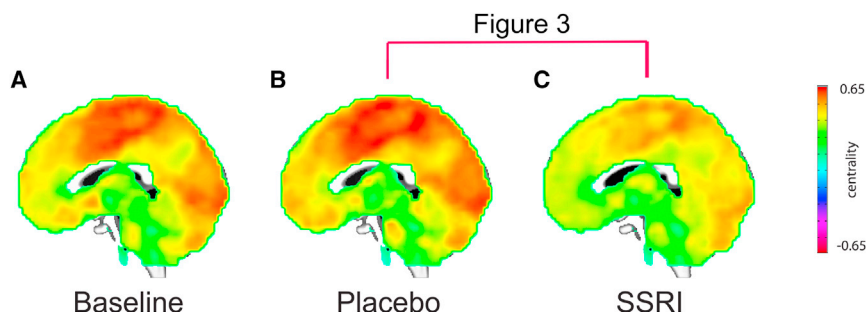 Figure 3
A
B
C
0.65
centrality
-0.65
Baseline
Placebo
SSRI